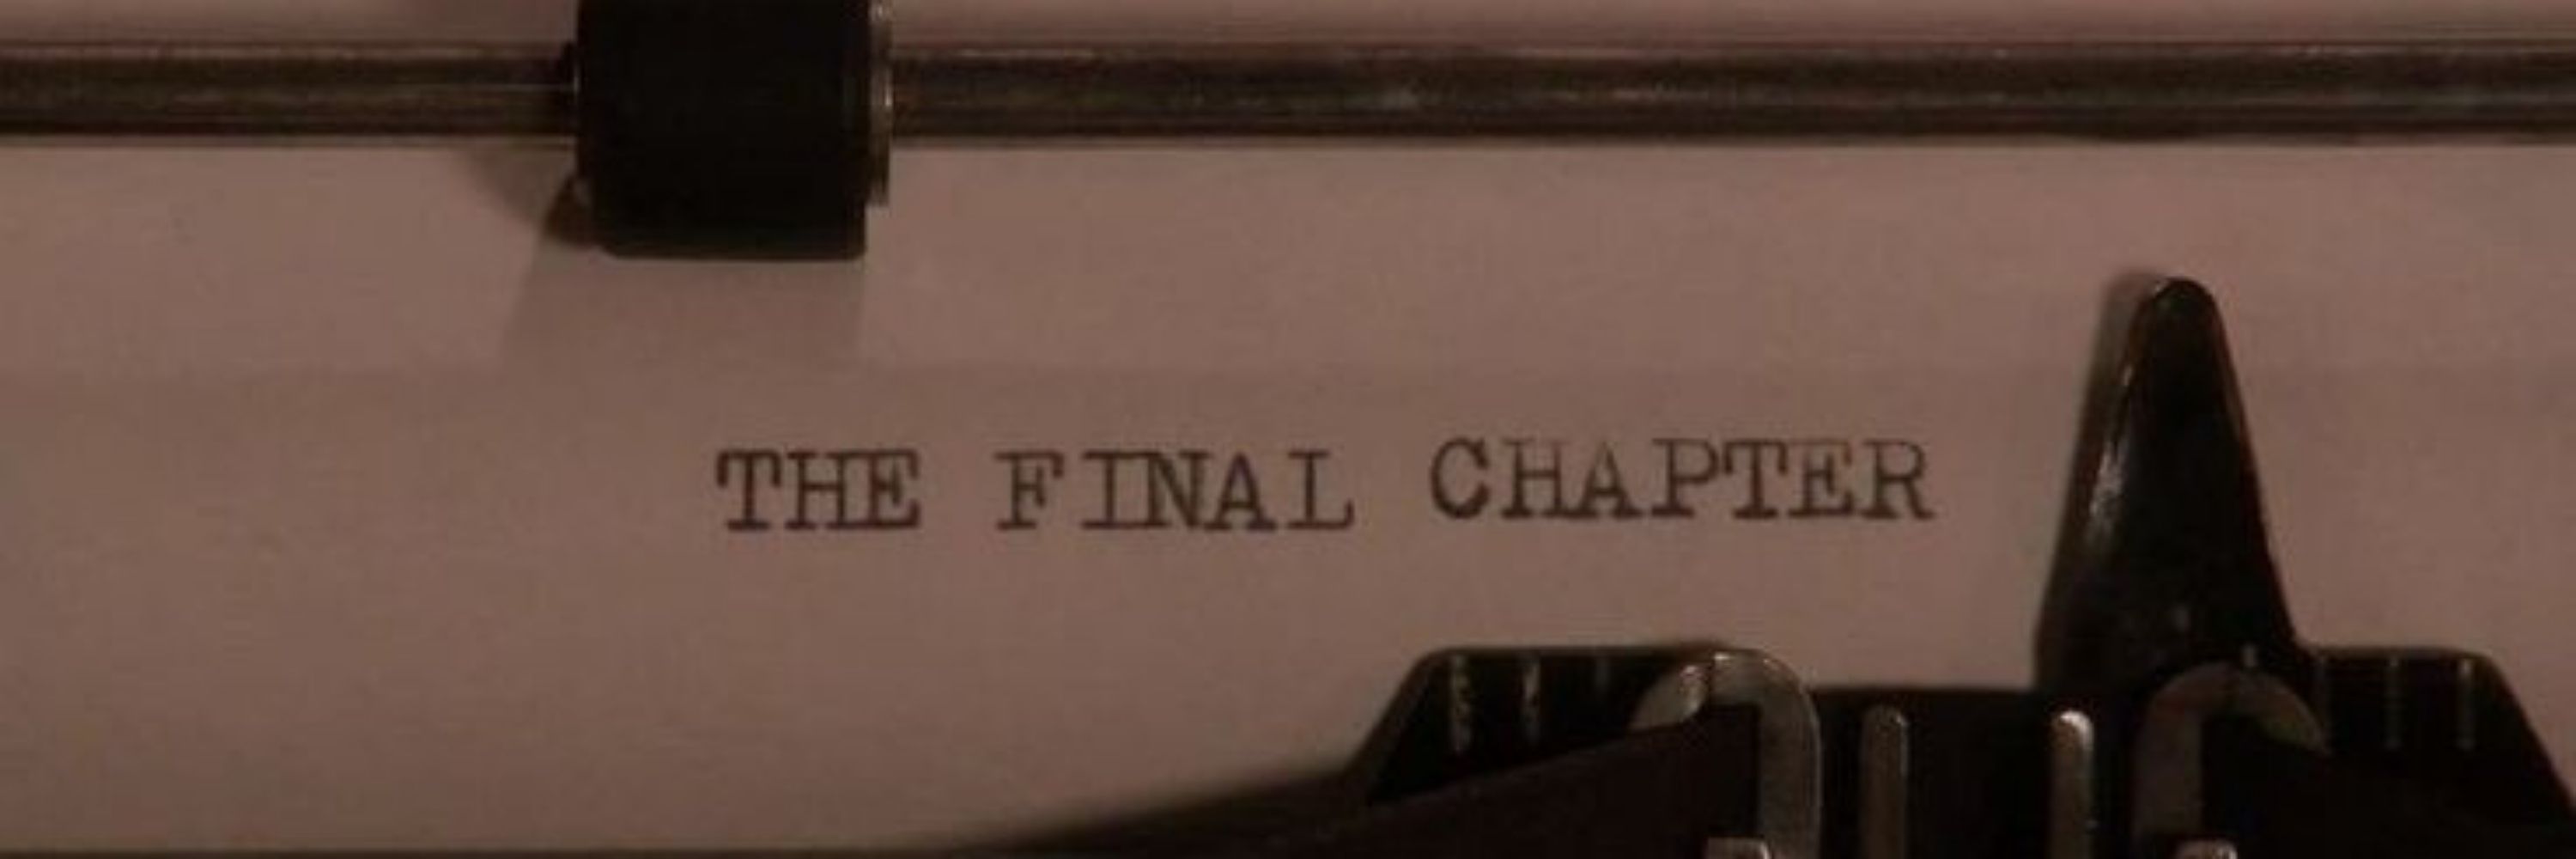 THE FINAL CHAPTER